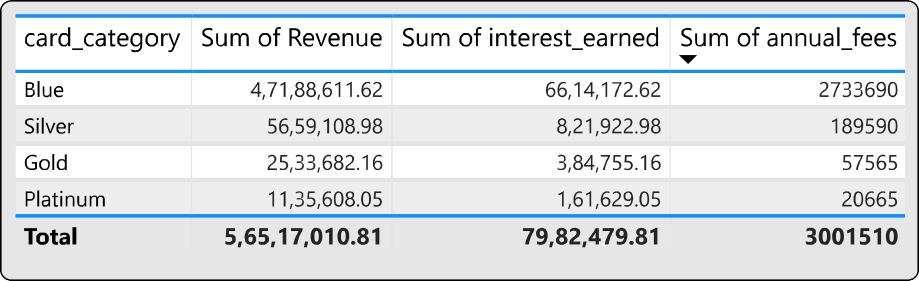 card_category Sum of Revenue Sum of interest_earned Sum of annual_fees
Blue 4,71,88,611.62 66,14,172.62 2733690
Silver 56,59,108.98 8,21,922.98 189590
Gold 25,33,682.16 3,84,755.16 57565
Platinum 11,35,608.05 1,61,629.05 20665
Total 5,65,17,010.81 79,82,479.81 3001510